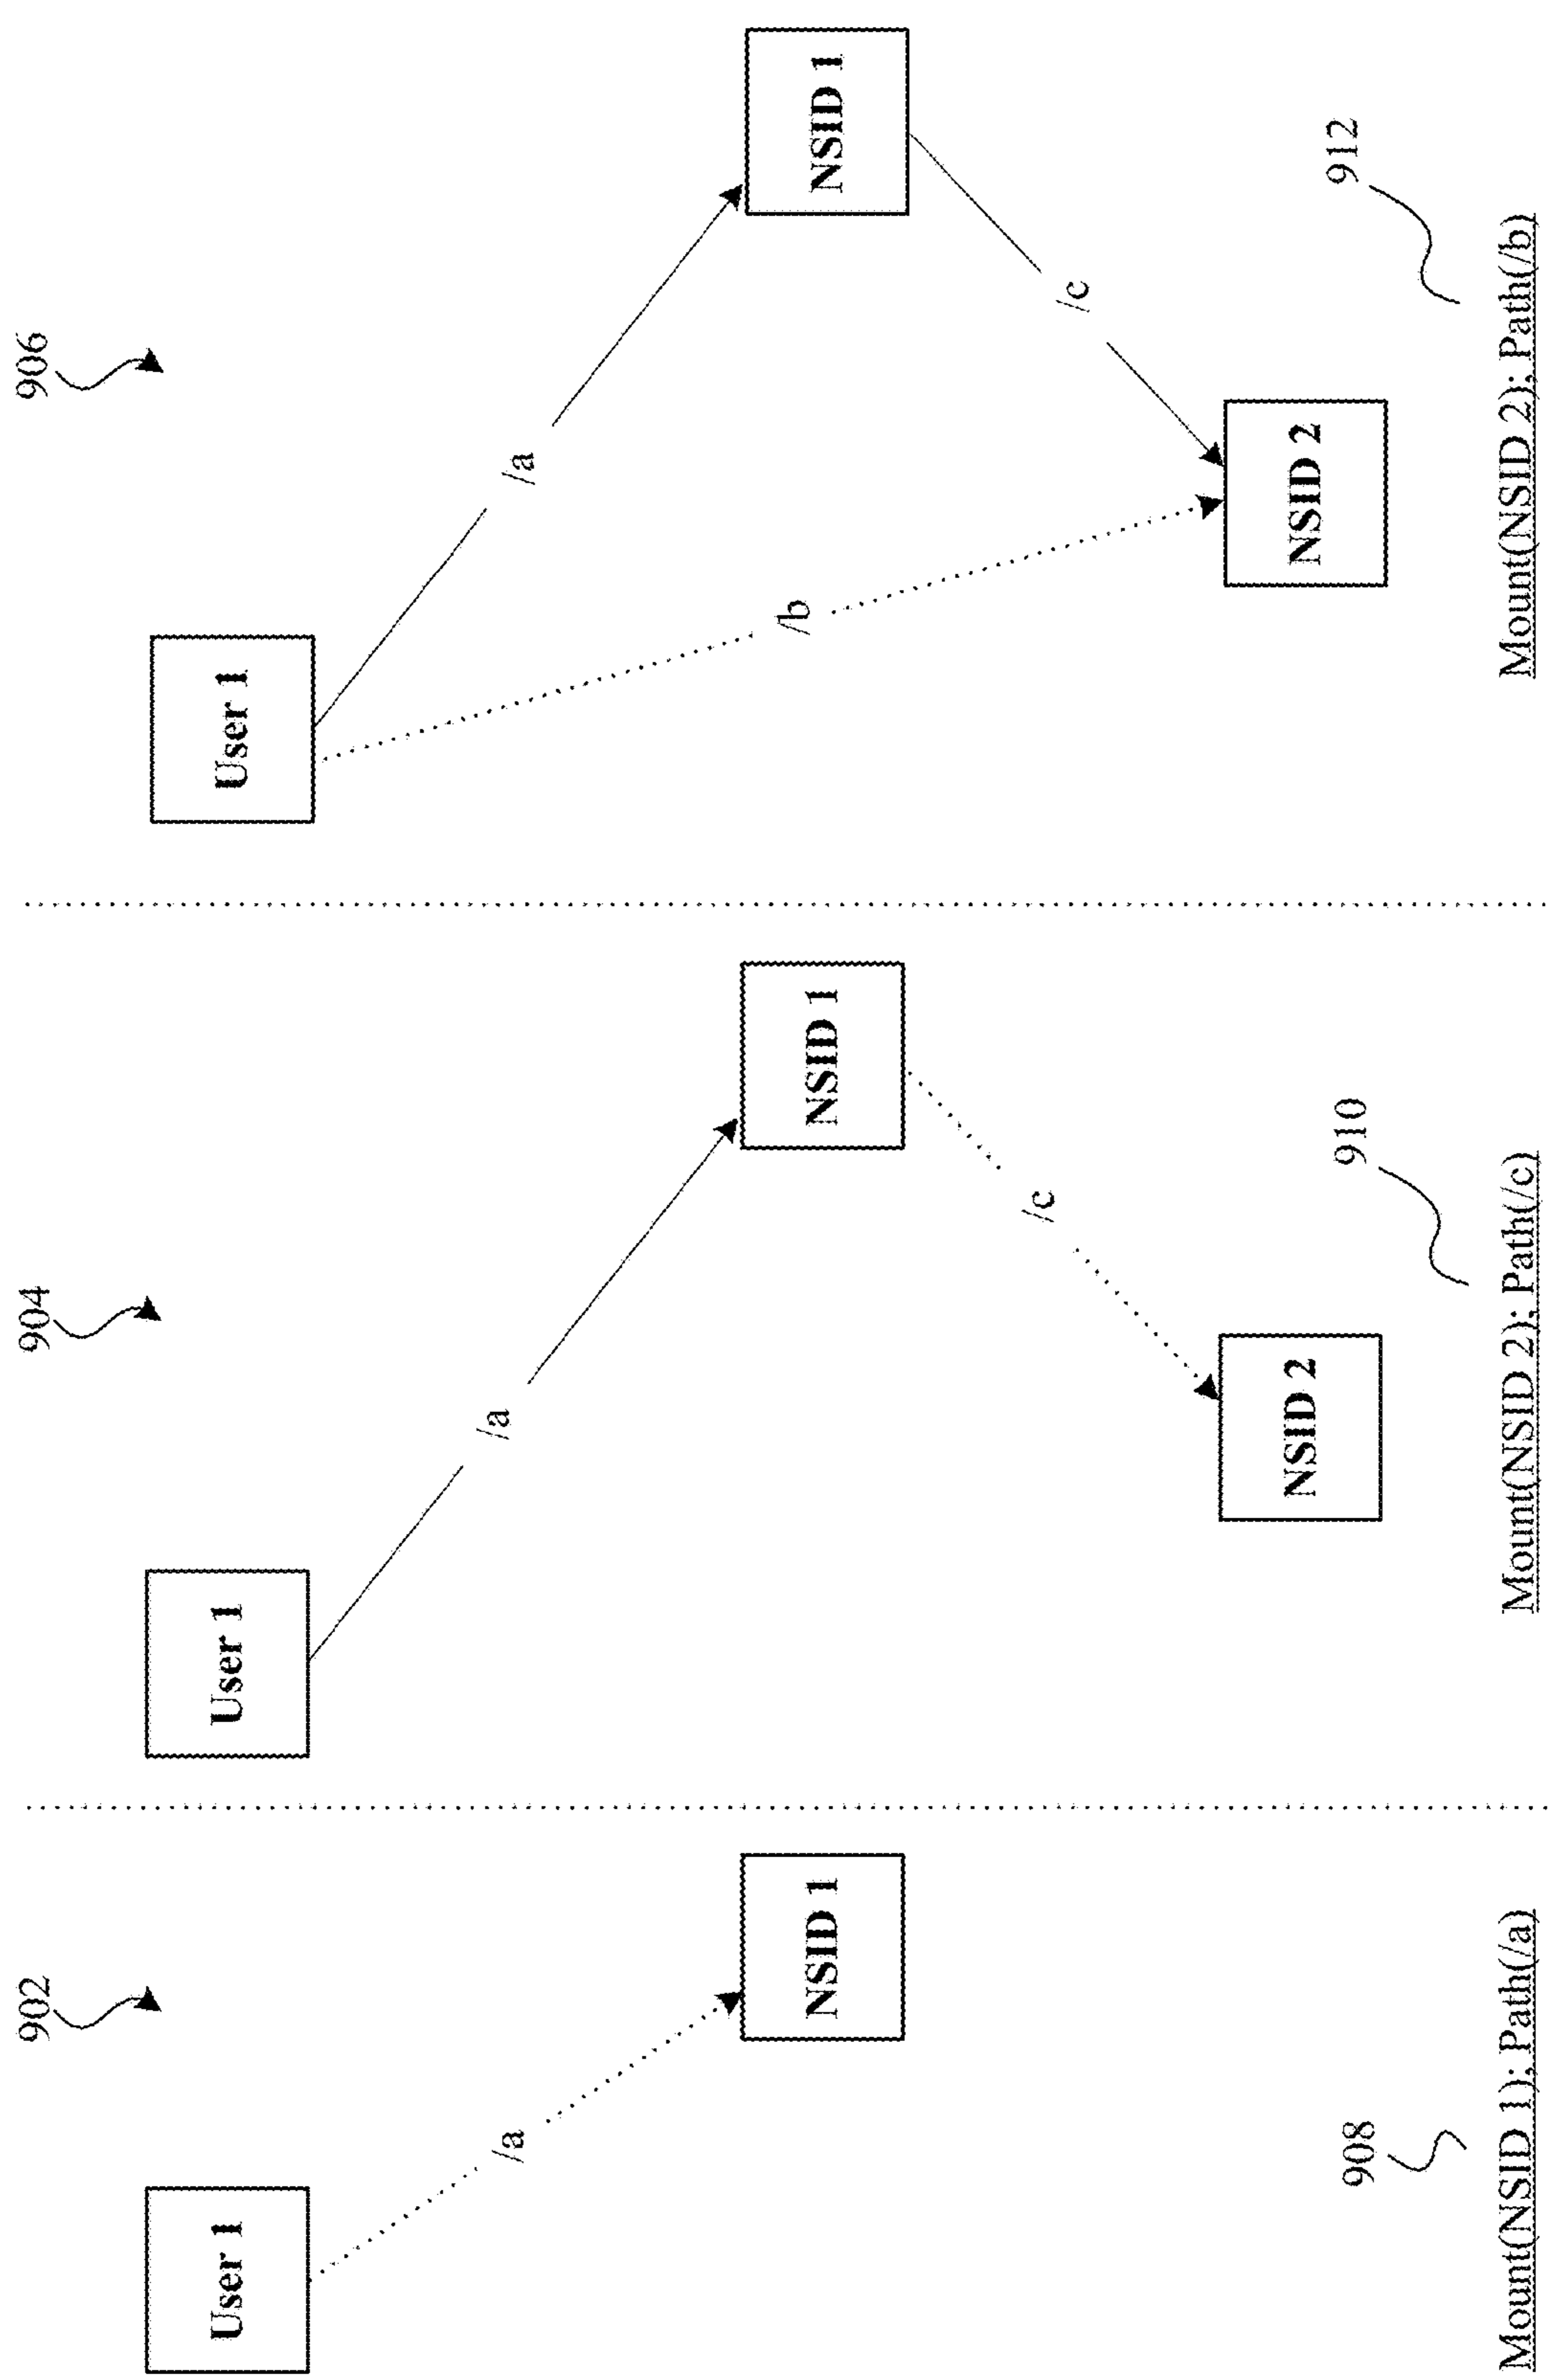 902
User 1
/a
NSID 1
908
Mount(NSID 1); Path(/a)
904
User 1
/a
NSID 1
/c
NSID 2
910
Mount(NSID 2); Path(/c)
906
User 1
/a
NSID 1
/b
/c
NSID 2
912
Mount(NSID 2); Path(/b)